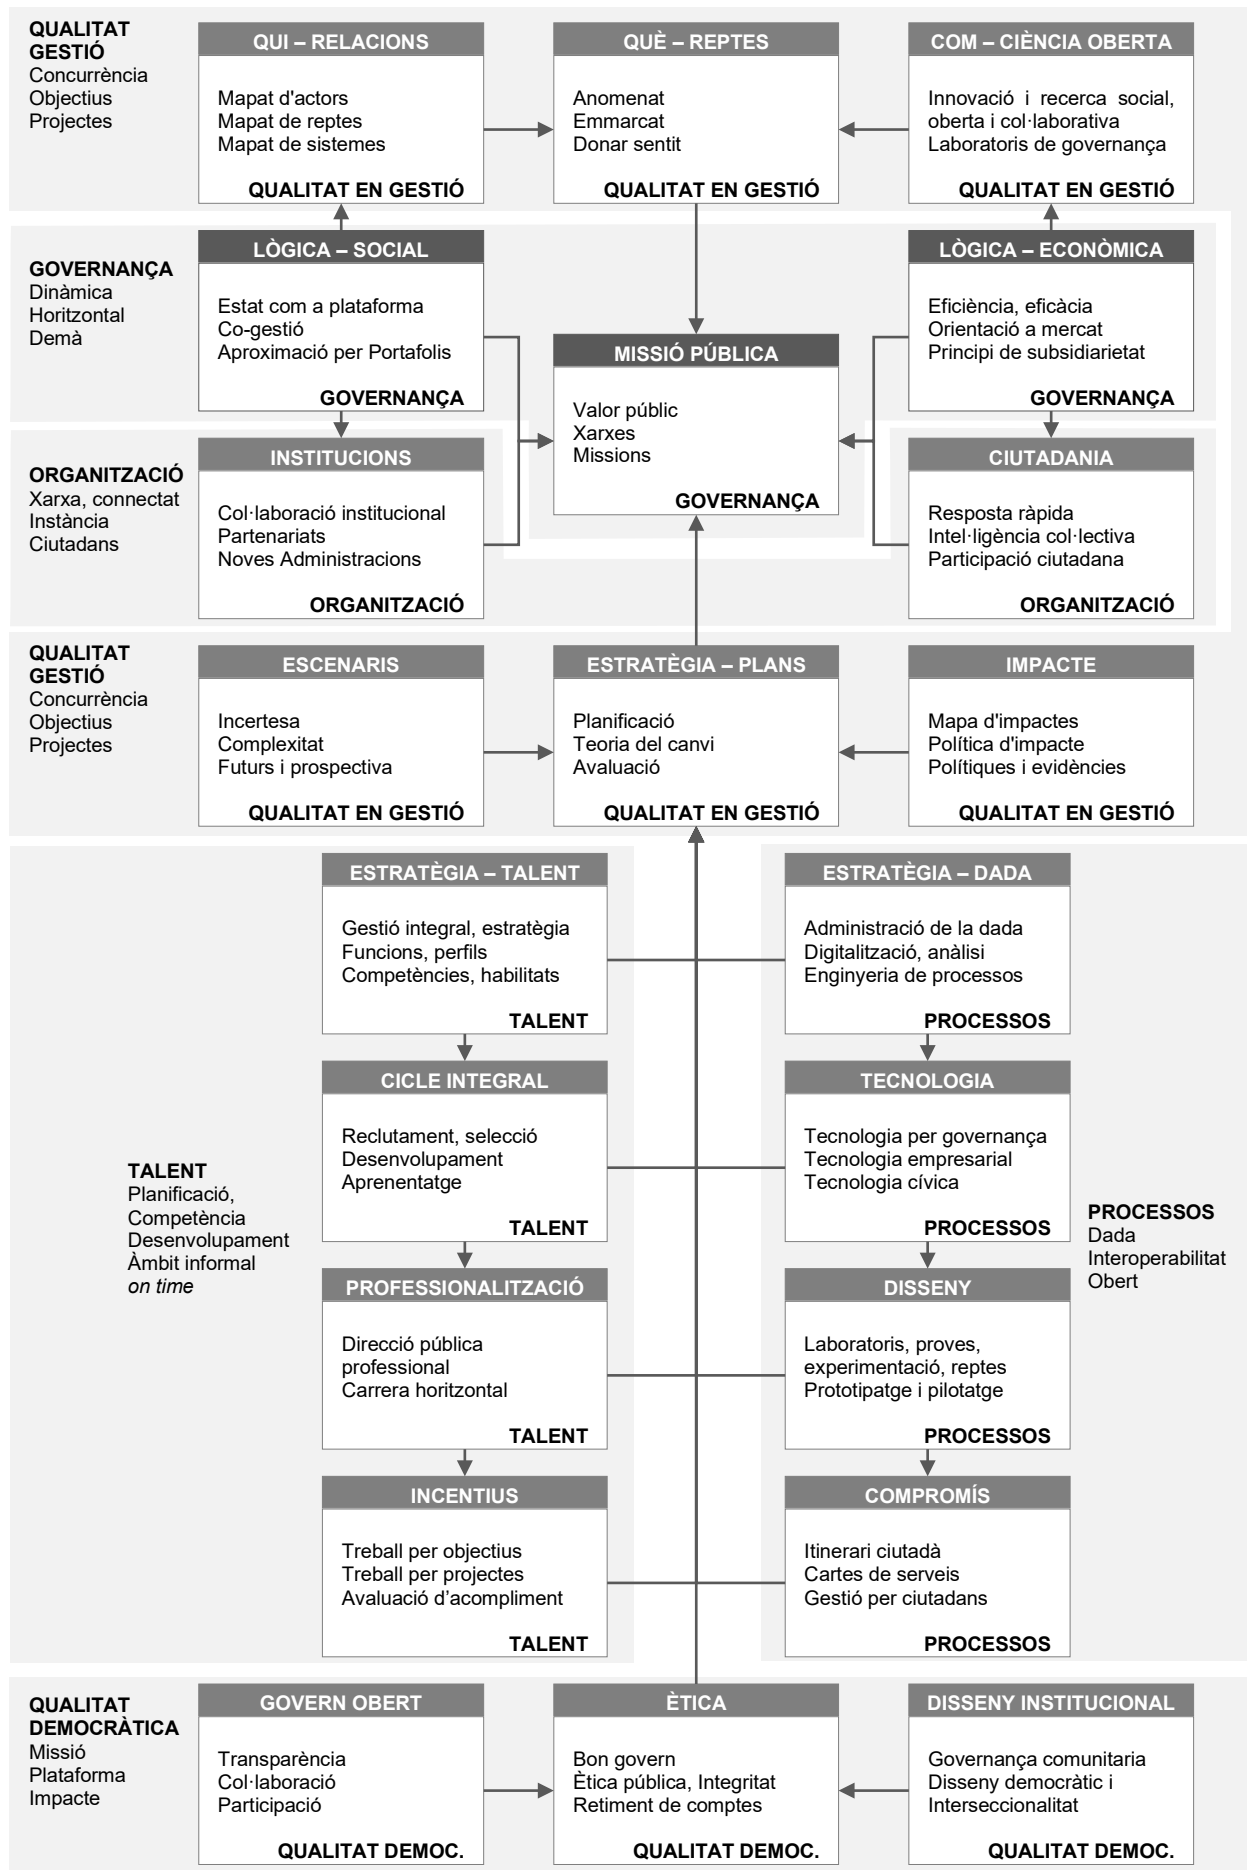 QUALITAT
GESTIÓ
Concurrència
Objectius
Projectes
QUI – RELACIONS
Mapat d'actors
Mapat de reptes
Mapat de sistemes
QUALITAT EN GESTIÓ
QUÈ – REPTES
Anomenat
Emmarcat
Donar sentit
QUALITAT EN GESTIÓ
COM – CIÈNCIA OBERTA
Innovació i recerca social,
oberta i col·laborativa
Laboratoris de governança
QUALITAT EN GESTIÓ
GOVERNANÇA
Dinàmica
Horitzontal
Demà
LÒGICA – SOCIAL
Estat com a plataforma
Co-gestió
Aproximació per Portafolis
GOVERNANÇA
MISSIÓ PÚBLICA
Valor públic
Xarxes
Missions
GOVERNANÇA
LÒGICA – ECONÒMICA
Eficiència, eficàcia
Orientació a mercat
Principi de subsidiarietat
GOVERNANÇA
ORGANITZACIÓ
Xarxa, connectat
Instància
Ciutadans
INSTITUCIONS
Col·laboració institucional
Partenariats
Noves Administracions
ORGANITZACIÓ
CIUTADANIA
Resposta ràpida
Intel·ligència col·lectiva
Participació ciutadana
ORGANITZACIÓ
QUALITAT
GESTIÓ
Concurrència
Objectius
Projectes
ESCENARIS
Incertesa
Complexitat
Futurs i prospectiva
QUALITAT EN GESTIÓ
ESTRATÈGIA – PLANS
Planificació
Teoria del canvi
Avaluació
QUALITAT EN GESTIÓ
IMPACTE
Mapa d'impactes
Política d'impacte
Polítiques i evidències
QUALITAT EN GESTIÓ
TALENT
Planificació,
Competència
Desenvolupament
Àmbit informal
on time
ESTRATÈGIA – TALENT
Gestió integral, estratègia
Funcions, perfils
Competències, habilitats
TALENT
CICLE INTEGRAL
Reclutament, selecció
Desenvolupament
Aprenentatge
TALENT
PROFESSIONALITZACIÓ
Direcció pública
professional
Carrera horitzontal
TALENT
INCENTIUS
Treball per objectius
Treball per projectes
Avaluació d’acompliment
TALENT
ESTRATÈGIA – DADA
Administració de la dada
Digitalització, anàlisi
Enginyeria de processos
PROCESSOS
TECNOLOGIA
Tecnologia per governança
Tecnologia empresarial
Tecnologia cívica
PROCESSOS
DISSENY
Laboratoris, proves,
experimentació, reptes
Prototipatge i pilotatge
PROCESSOS
COMPROMÍS
Itinerari ciutadà
Cartes de serveis
Gestió per ciutadans
PROCESSOS
PROCESSOS
Dada
Interoperabilitat
Obert
QUALITAT
DEMOCRÀTICA
Missió
Plataforma
Impacte
GOVERN OBERT
Transparència
Col·laboració
Participació
QUALITAT DEMOC.
ÈTICA
Bon govern
Ètica pública, Integritat
Retiment de comptes
QUALITAT DEMOC.
DISSENY INSTITUCIONAL
Governança comunitaria
Disseny democràtic i
Interseccionalitat
QUALITAT DEMOC.